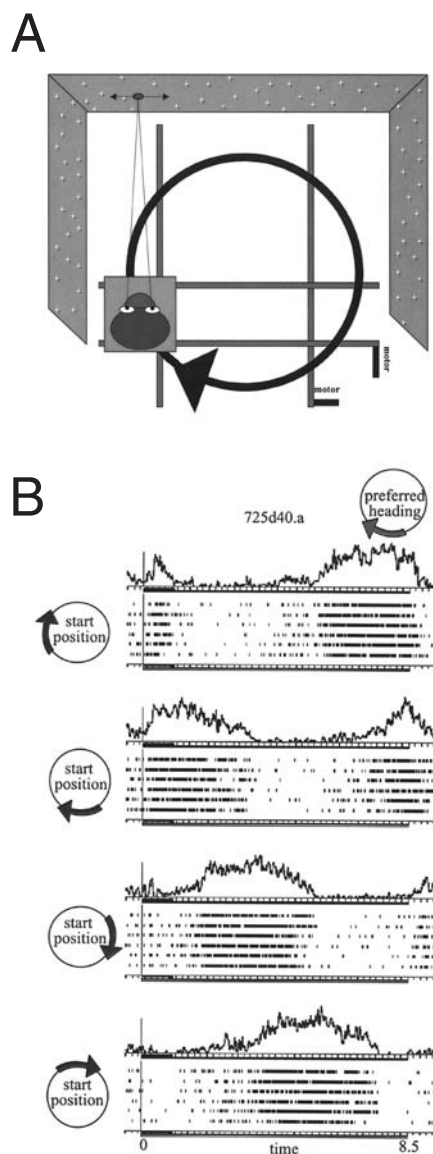 A
motor
motor
B
725d40.a
preferred
heading
start
position
start
position
start
position
start
position
0
time
8.5